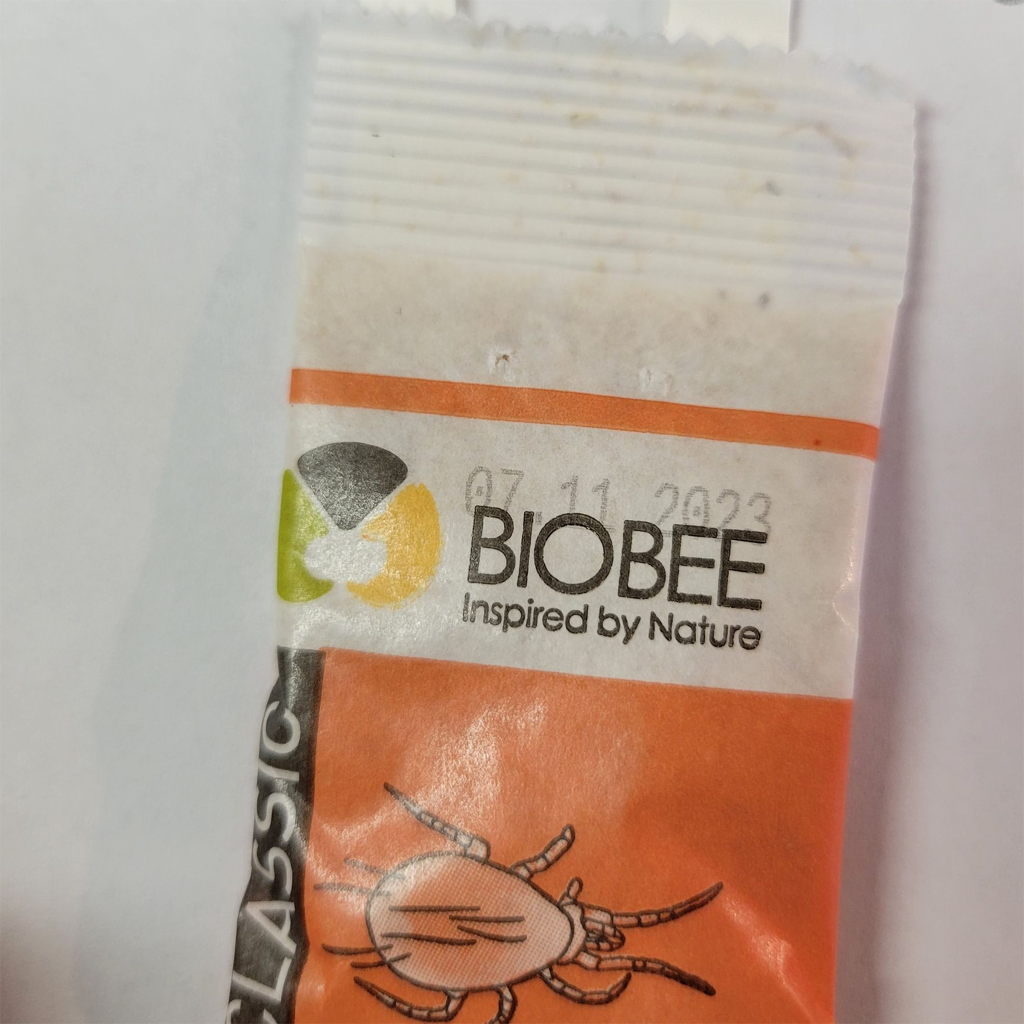 07.11 2023
BIOBEE
Inspired by Nature
CLASSIC